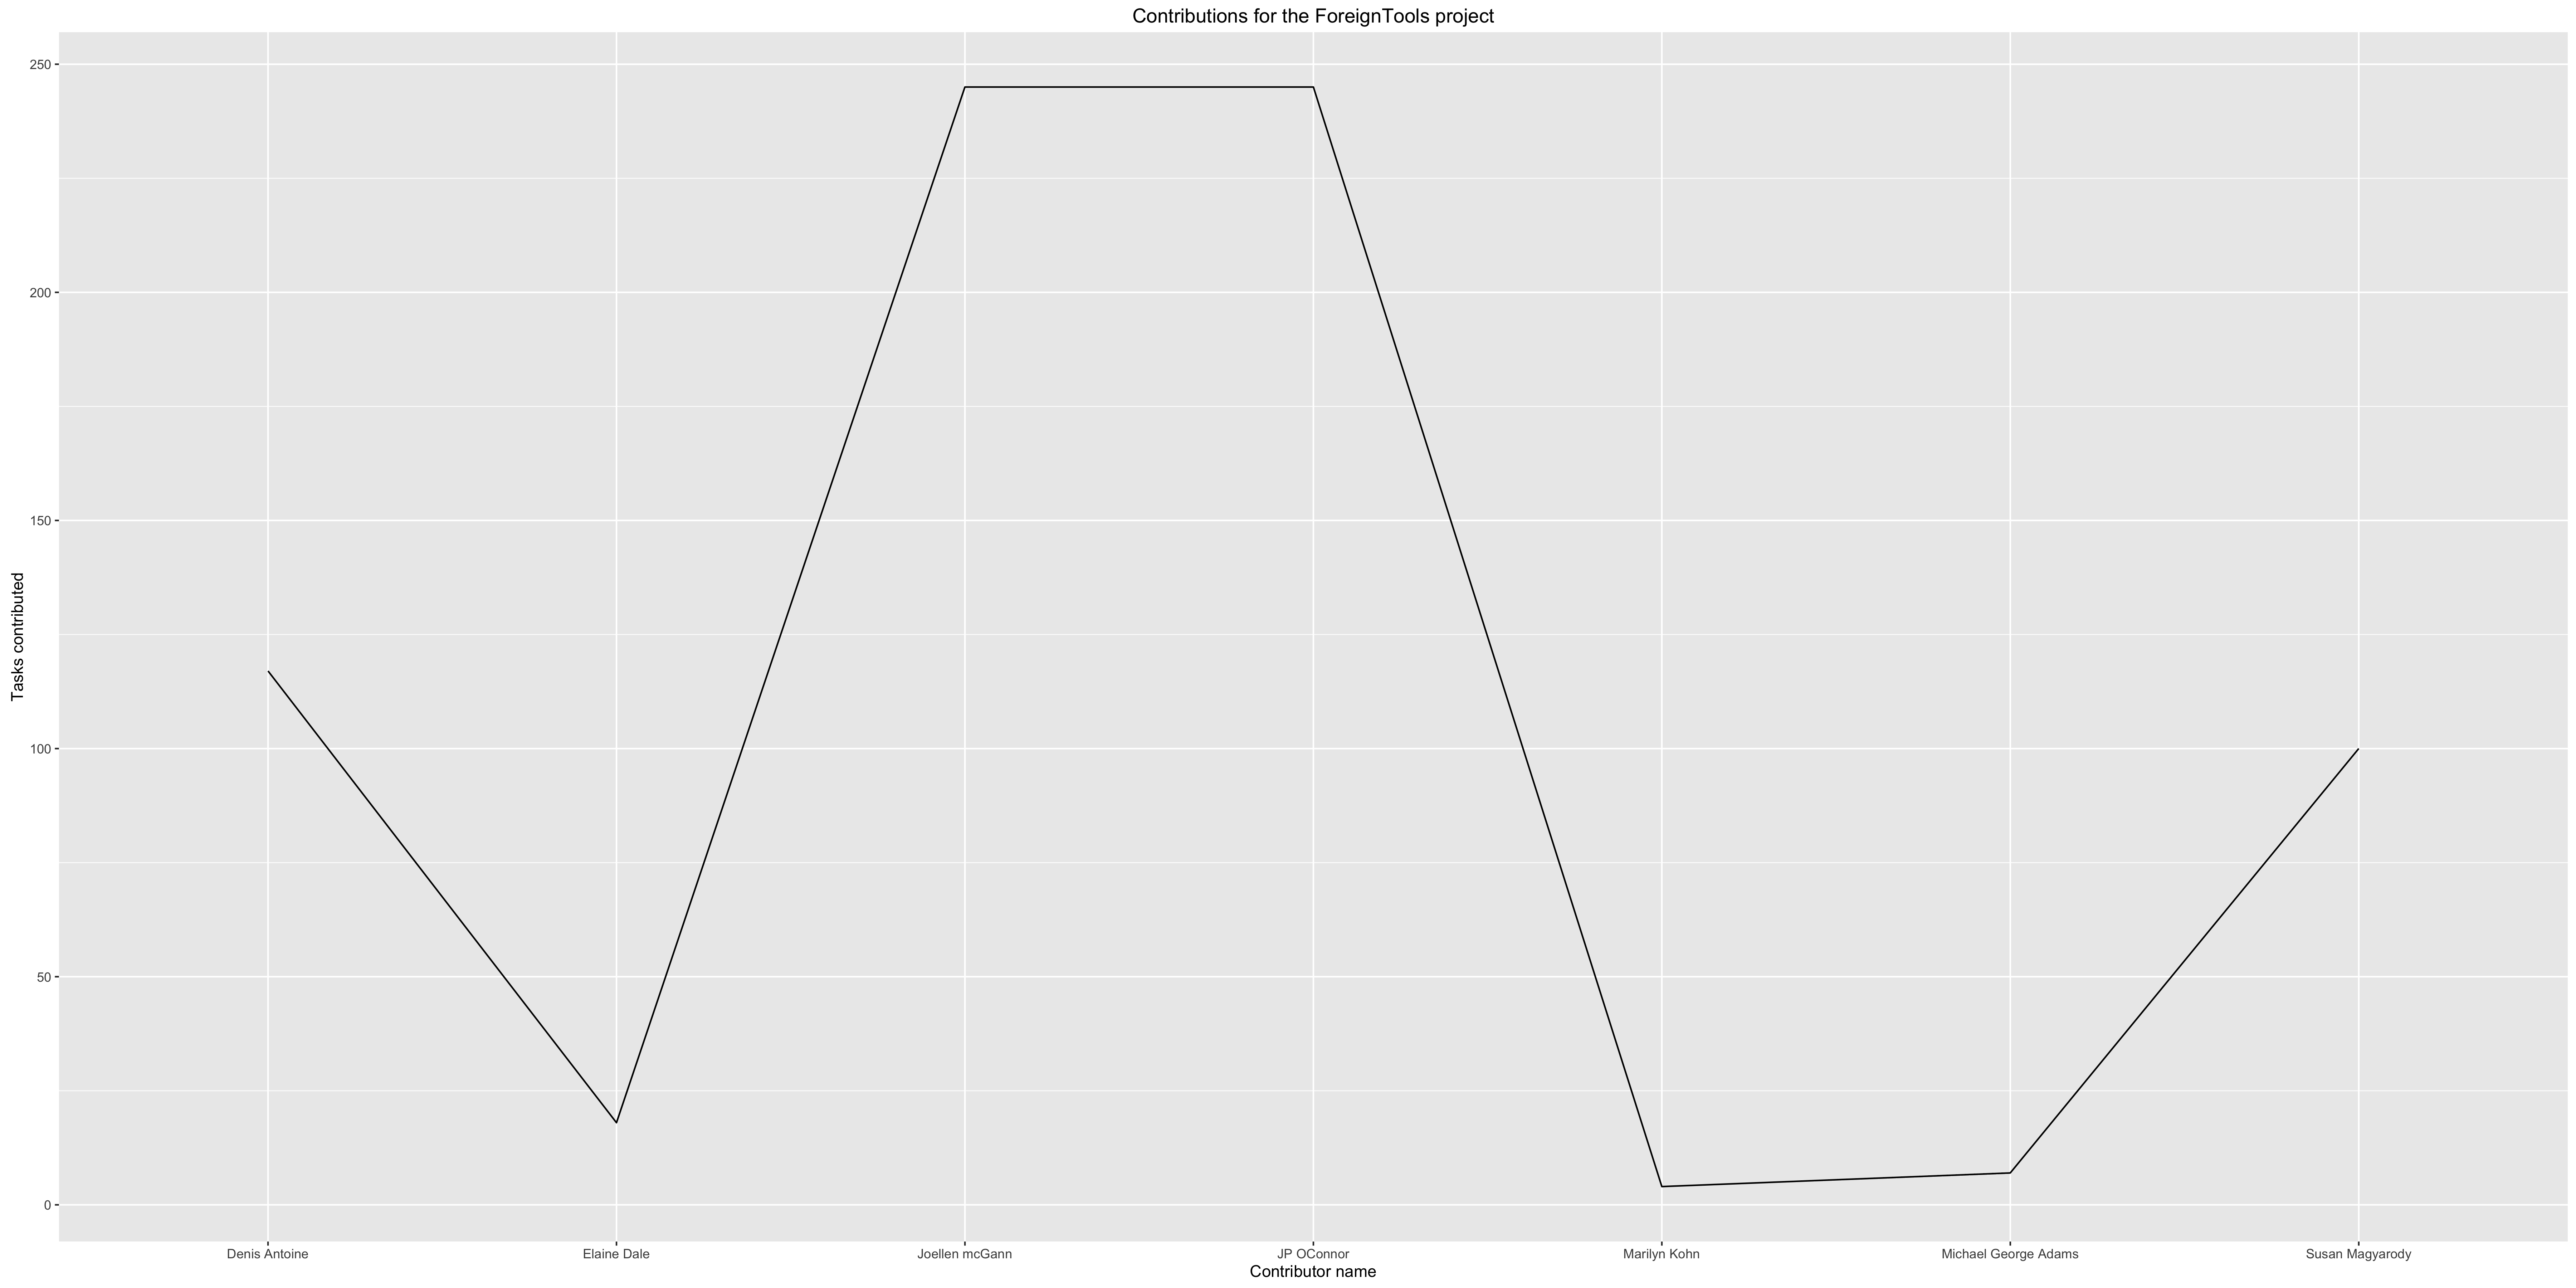 Contributions for the ForeignTools project
250
200
150
100
50
0
Tasks contributed
Denis Antoine
Elaine Dale
Joellen mcGann
JP OConnor
Marilyn Kohn
Michael George Adams
Susan Magyarody
Contributor name